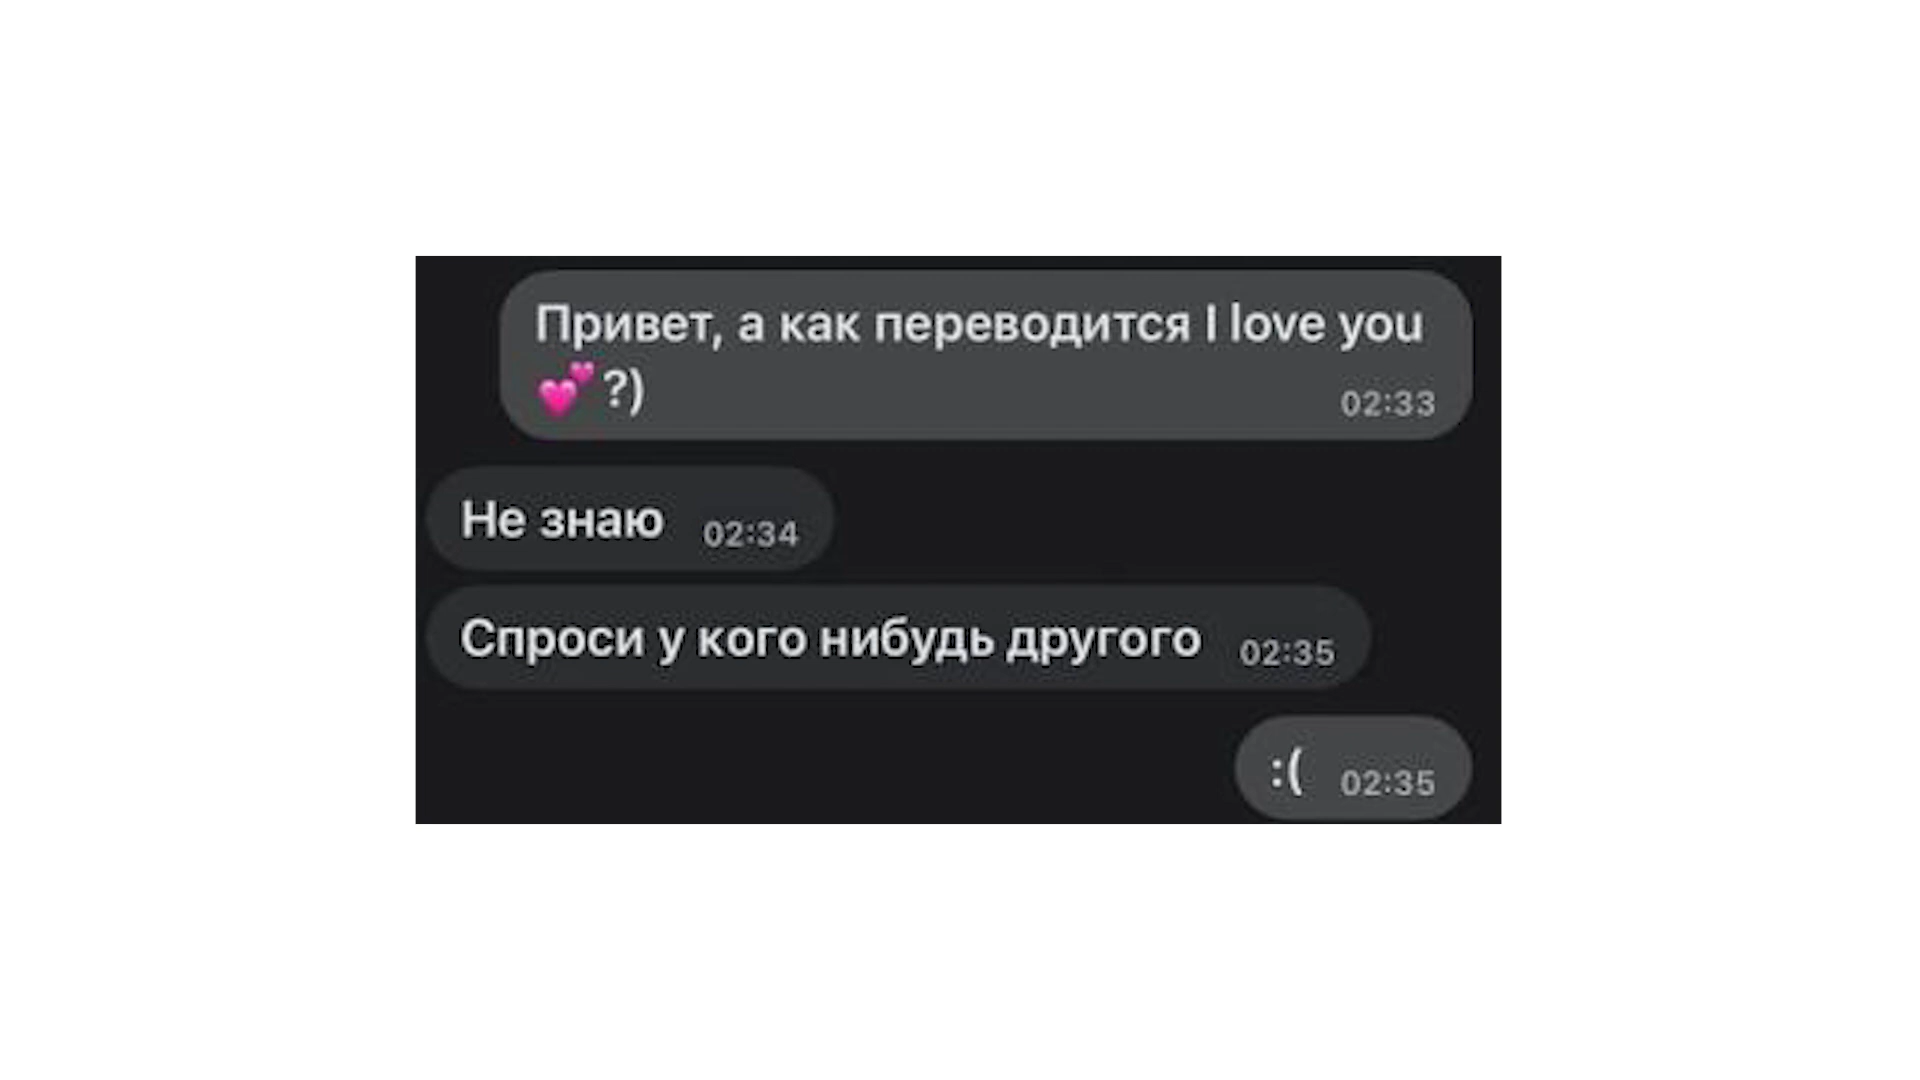 Привет, а как переводится I love you
💕?)
02:33
Не знаю 02:34
Спроси у кого нибудь другого 02:35
:( 02:35